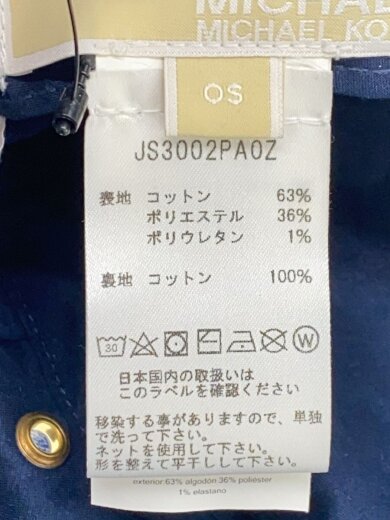 MICHAEL KO
OS
JS3002PA0Z
表地 コットン 63%
ポリエステル 36%
ポリウレタン 1%
裏地 コットン 100%
30
日本国内の取扱いは
このラベルを確認ください
移染する事がありますので、単独
で洗って下さい。
ネットを使用して下さい。
形を整えて平干しして下さい。
exterior:63% algodón 36% poliester
1% elastano